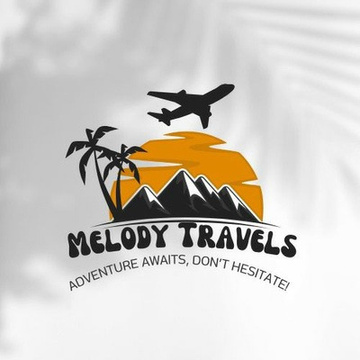 MELODY TRAVELS
ADVENTURE AWAITS, DON'T HESITATE!